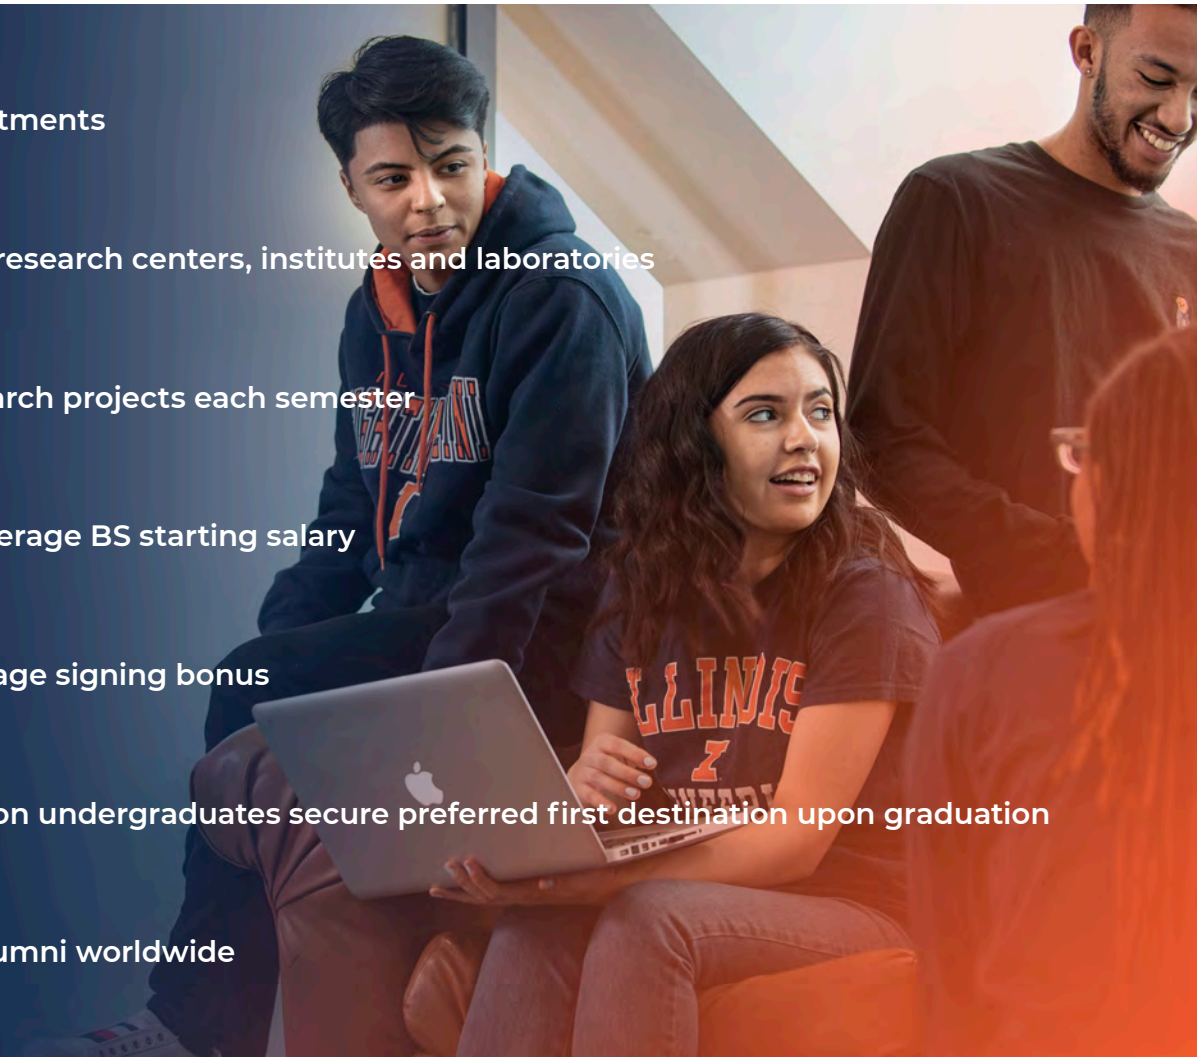 tments
research centers, institutes and laboratories
arch projects each semester
erage BS starting salary
age signing bonus
on undergraduates secure preferred first destination upon graduation
umni worldwide
ILLINOIS
I